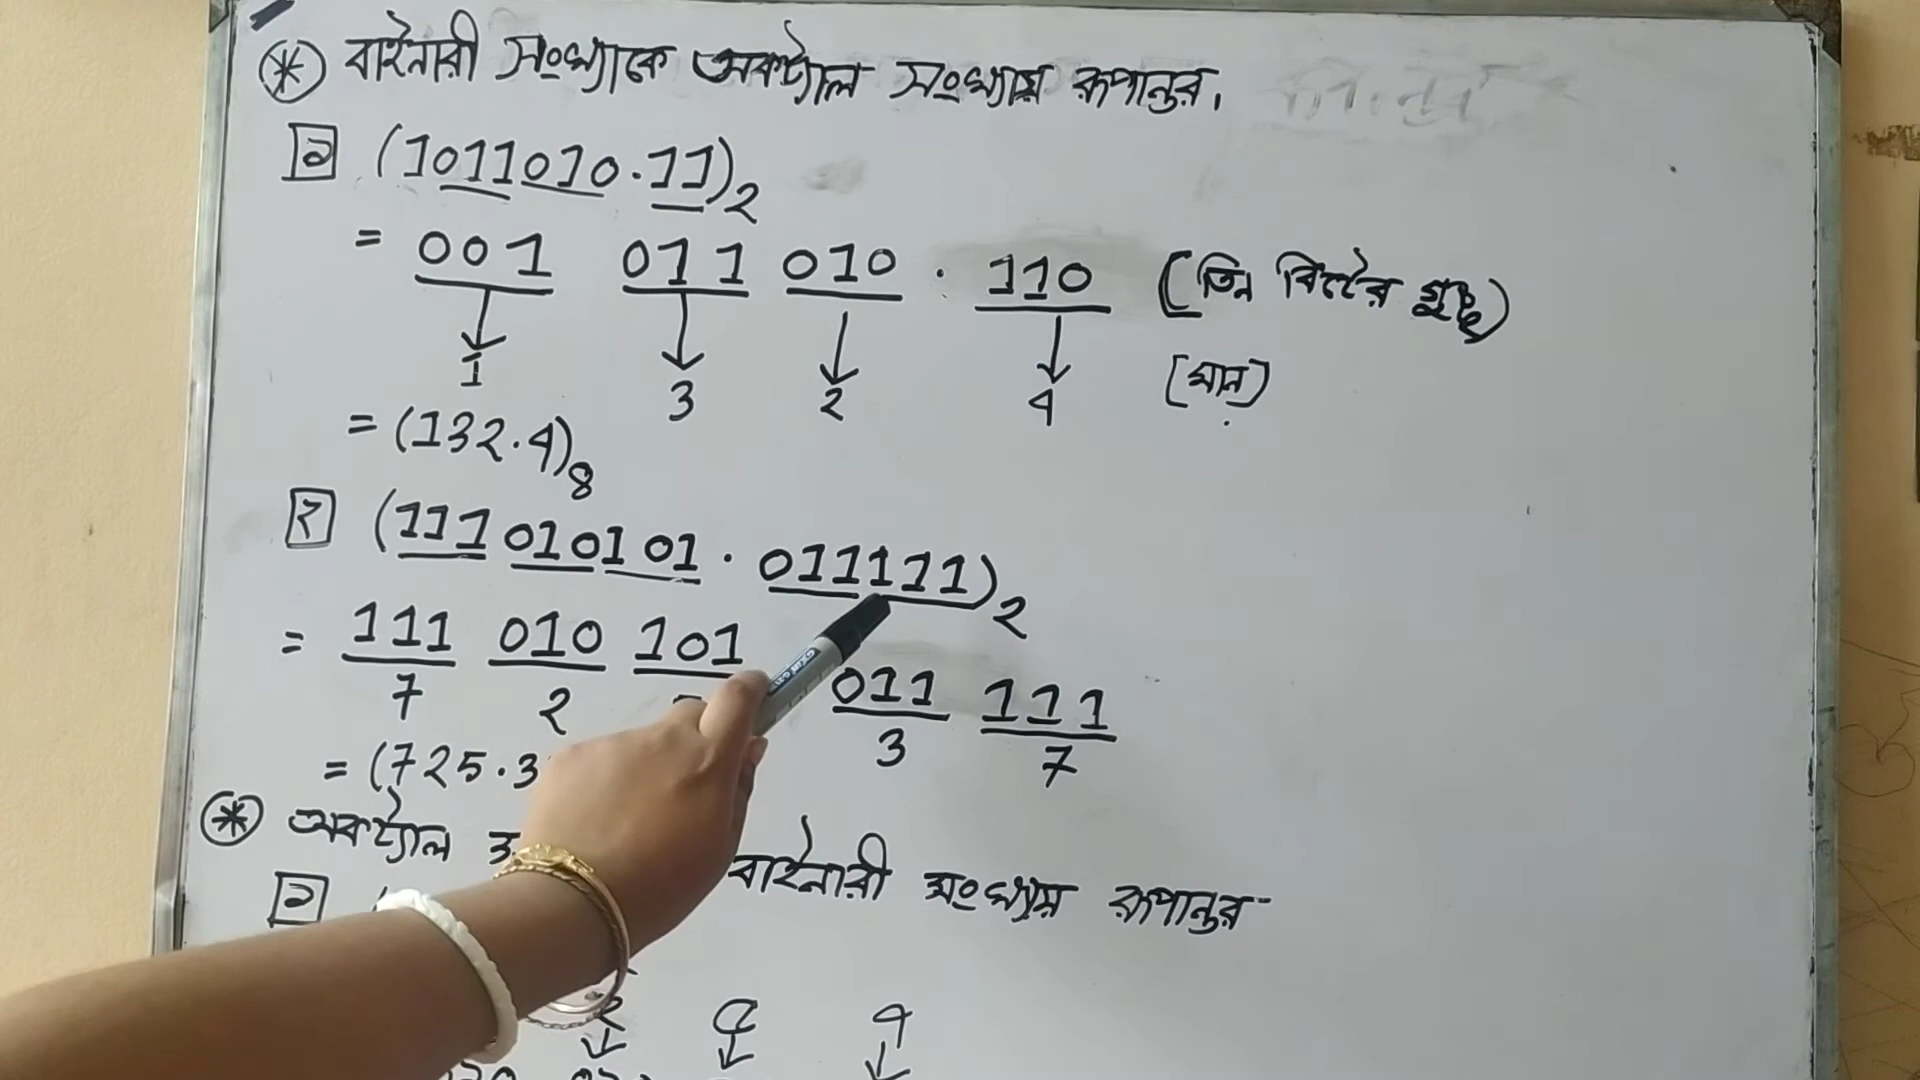 * বাইনারী সংখ্যাকে অকট্যাল সংখ্যায় রূপান্তর।
১ (1011010.11)2
= 001 011 010 . 110 (তিন বিটের গুচ্ছ)
1 3 2 4 [মান]
= (132.4)8
২ (111010101.011111)2
= 111 010 101 011 111
7 2 3 7
= (725.3
* অকট্যাল বাইনারী সংখ্যায় রূপান্তর
১